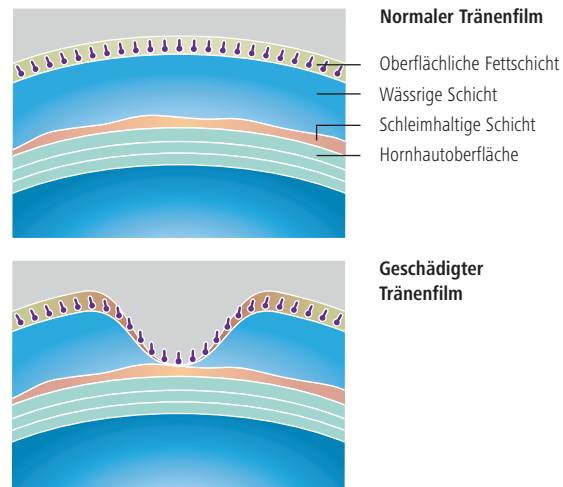 Normaler Tränenfilm
Oberflächliche Fettschicht
Wässrige Schicht
Schleimhaltige Schicht
Hornhautoberfläche
Geschädigter
Tränenfilm